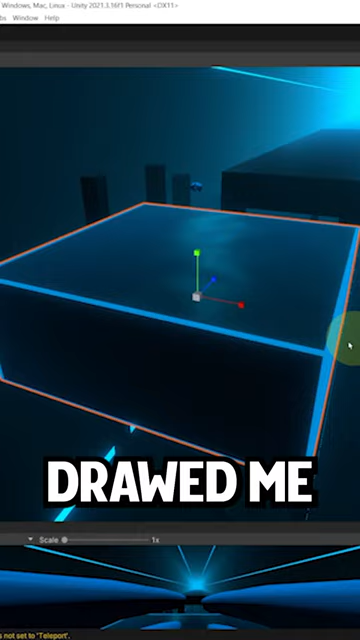 Windows, Mac, Linux - Unity 2021.3.16f1 Personal <DX11>
bs Window Help
DRAWED ME
Scale 1x
s not set to 'Teleport'.